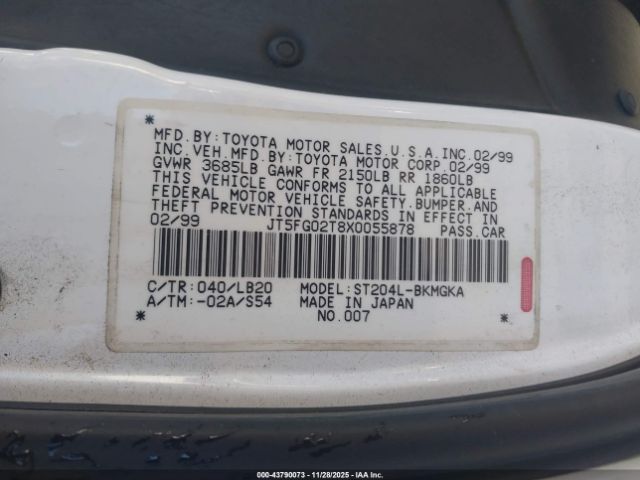 MFD.BY:TOYOTA MOTOR SALES,U.S.A.INC.02/99
INC.VEH.MFD.BY:TOYOTA MOTOR CORP.02/99
GVWR 3685LB GAWR FR 2150LB RR 1860LB
THIS VEHICLE CONFORMS TO ALL APPLICABLE
FEDERAL MOTOR VEHICLE SAFETY,BUMPER,AND
THEFT PREVENTION STANDARDS IN EFFECT ON
02/99 JT5FG02T8X0055878 PASS.CAR
C/TR:040/LB20 MODEL:ST204L-BKMGKA
A/TM:-02A/S54 MADE IN JAPAN
* NO.007 *
000-43790073 | 11/28/2025 | IAA Inc.